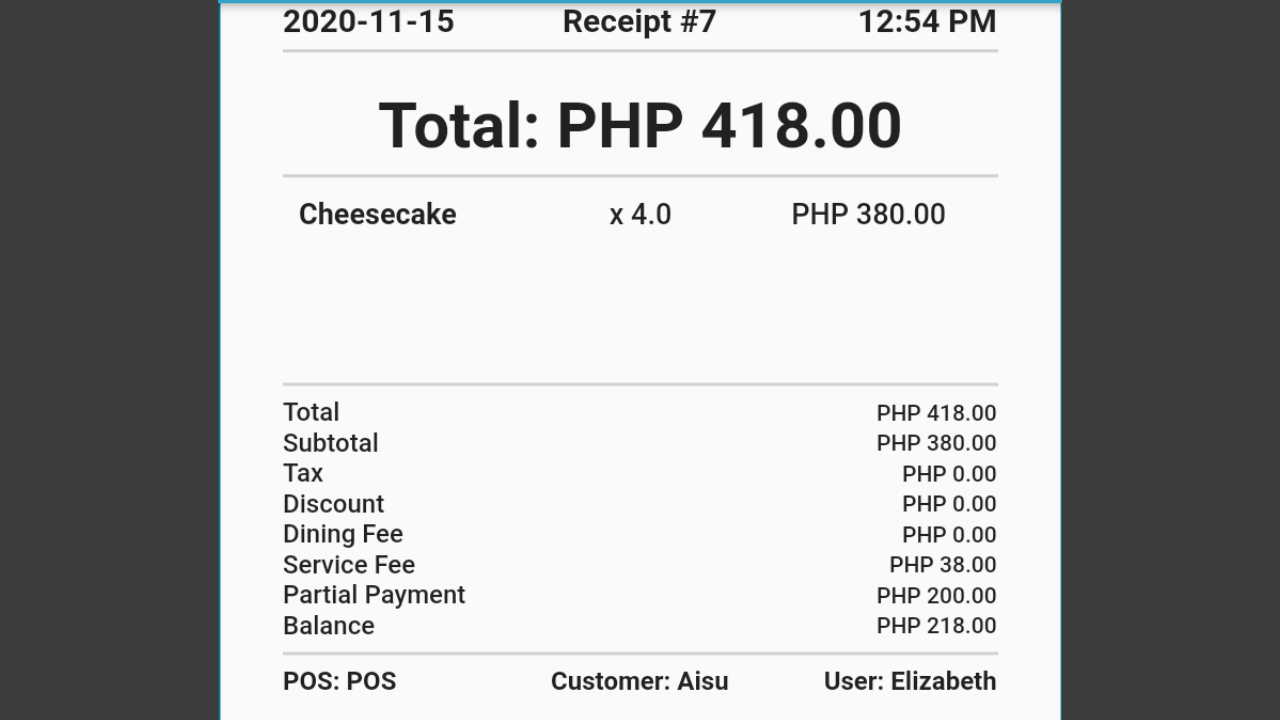 2020-11-15 Receipt #7 12:54 PM
Total: PHP 418.00
Cheesecake x 4.0 PHP 380.00
Total PHP 418.00
Subtotal PHP 380.00
Tax PHP 0.00
Discount PHP 0.00
Dining Fee PHP 0.00
Service Fee PHP 38.00
Partial Payment PHP 200.00
Balance PHP 218.00
POS: POS Customer: Aisu User: Elizabeth